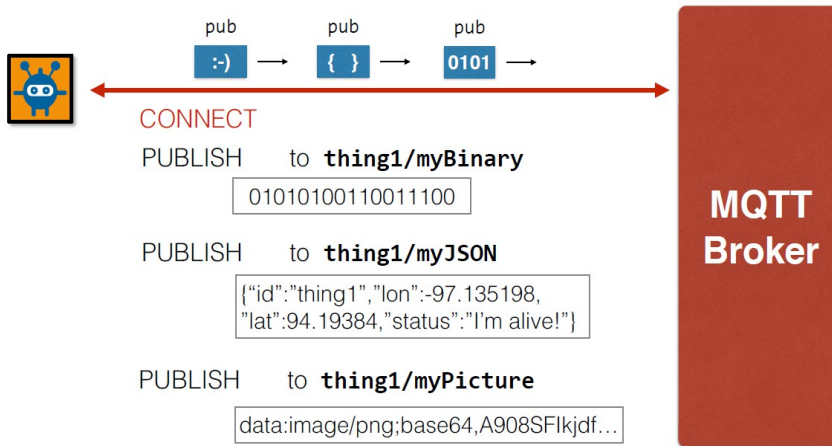 pub pub pub
:-) { } 0101
CONNECT
PUBLISH to thing1/myBinary
01010100110011100
PUBLISH to thing1/myJSON
{“id”:”thing1”,”lon”:-97.135198,
”lat”:94.19384,”status”:”I’m alive!”}
PUBLISH to thing1/myPicture
data:image/png;base64,A908SFIkjdf...
MQTT
Broker